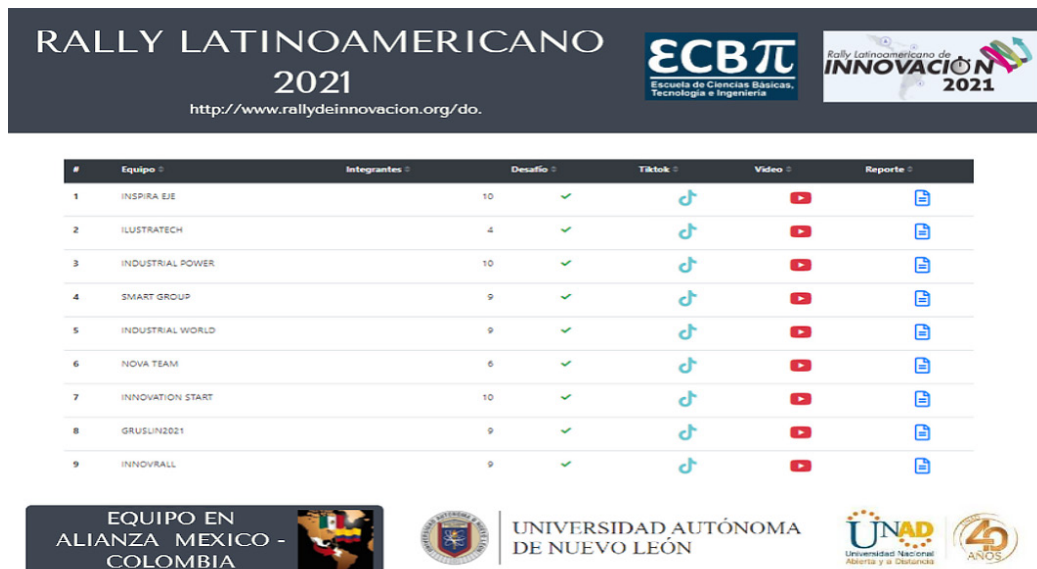 RALLY LATINOAMERICANO
2021
http://www.rallydeinnovacion.org/do.
ECBπ
Escuela de Ciencias Básicas,
Tecnología e Ingeniería
Rally Latinoamericano de
INNOVACIÓN
2021
# Equipo Integrantes Desafío Tiktok Video Reporte
1 INSPIRA EJE 10
2 ILUSTRATECH 4
3 INDUSTRIAL POWER 10
4 SMART GROUP 9
5 INDUSTRIAL WORLD 9
6 NOVA TEAM 6
7 INNOVATION START 10
8 GRUSLIN2021 9
9 INNOVRALL 9
EQUIPO EN
ALIANZA MEXICO -
COLOMBIA
UNIVERSIDAD AUTÓNOMA
DE NUEVO LEÓN
UNAD
Universidad Nacional
Abierta y a Distancia
40
AÑOS